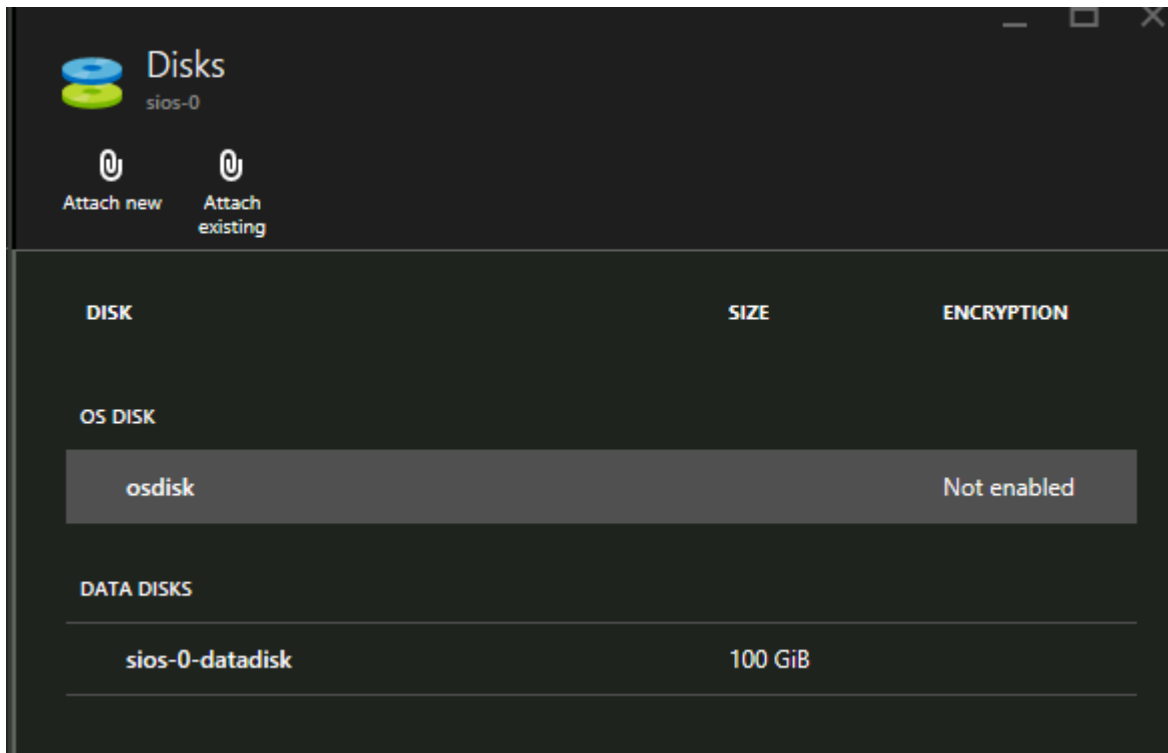 Disks
sios-0
Attach new
Attach
existing
DISK SIZE ENCRYPTION
OS DISK
osdisk Not enabled
DATA DISKS
sios-0-datadisk 100 GiB